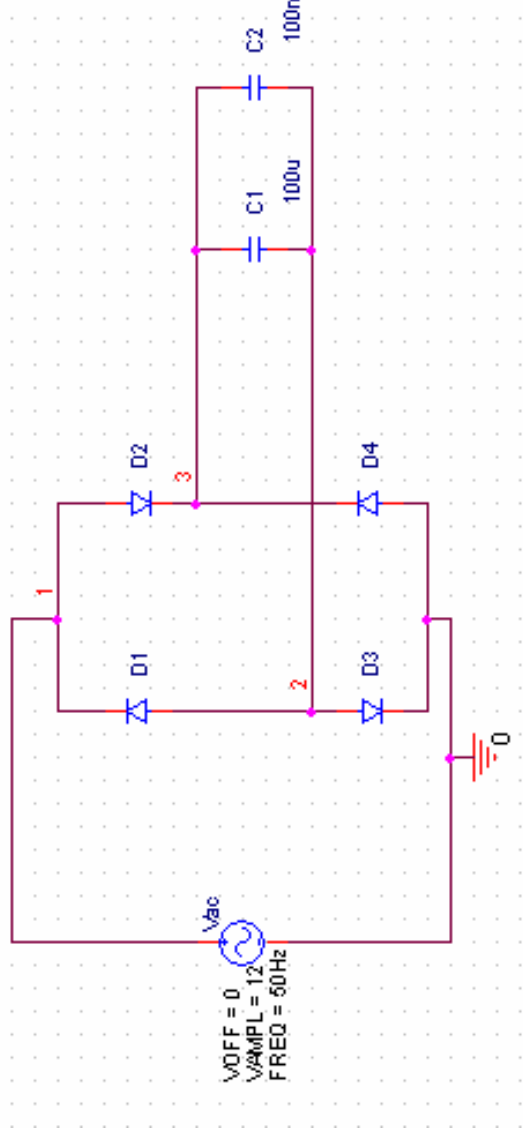 C2
100n
C1
100u
D2
3
D4
1
D1
2
D3
0
Vac
VOFF = 0
VAMPL = 12
FREQ = 50Hz